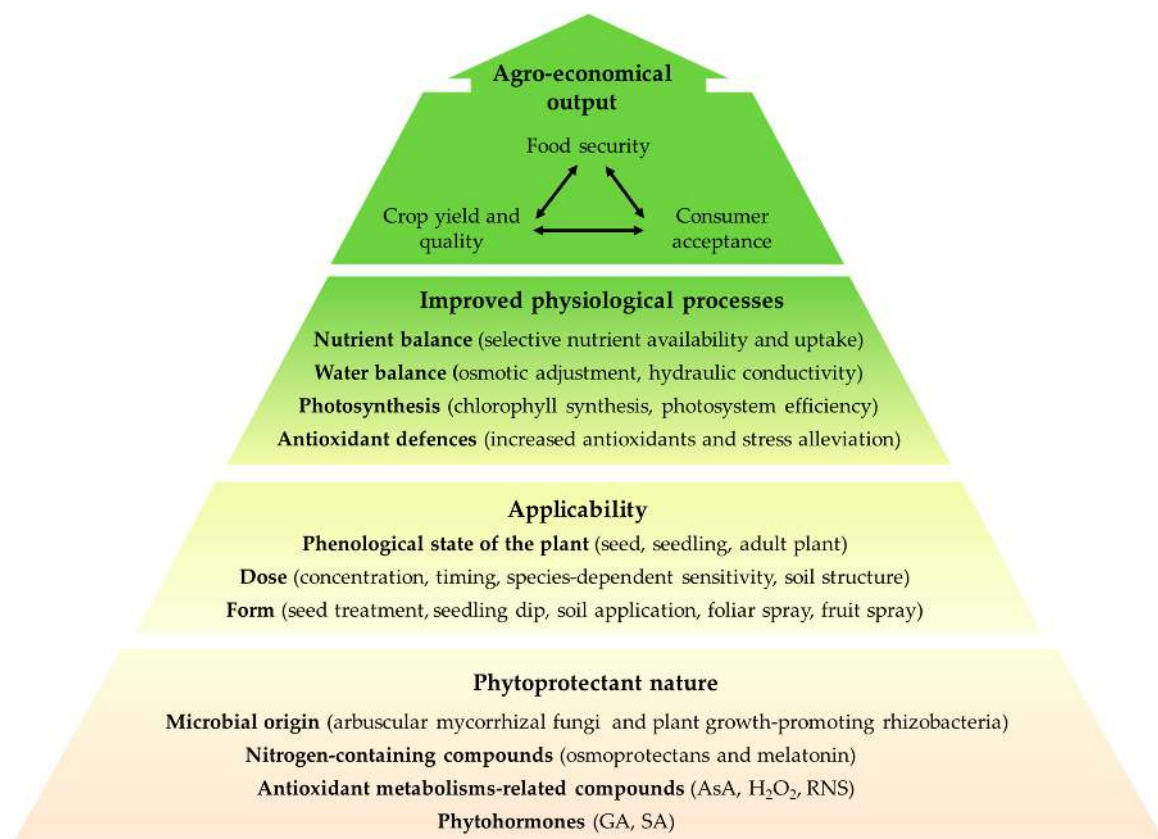 Agro-economical
output
Food security
Crop yield and
quality
Consumer
acceptance
Improved physiological processes
Nutrient balance (selective nutrient availability and uptake)
Water balance (osmotic adjustment, hydraulic conductivity)
Photosynthesis (chlorophyll synthesis, photosystem efficiency)
Antioxidant defences (increased antioxidants and stress alleviation)
Applicability
Phenological state of the plant (seed, seedling, adult plant)
Dose (concentration, timing, species-dependent sensitivity, soil structure)
Form (seed treatment, seedling dip, soil application, foliar spray, fruit spray)
Phytoprotectant nature
Microbial origin (arbuscular mycorrhizal fungi and plant growth-promoting rhizobacteria)
Nitrogen-containing compounds (osmoprotectans and melatonin)
Antioxidant metabolisms-related compounds (AsA, H₂O₂, RNS)
Phytohormones (GA, SA)